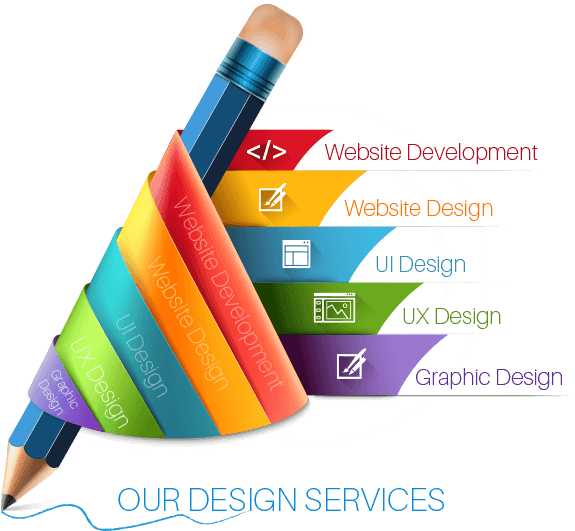 </>
Website Development
Website Design
UI Design
UX Design
Graphic Design
Website Development
Website Design
UI Design
UX Design
Graphic
Design
OUR DESIGN SERVICES